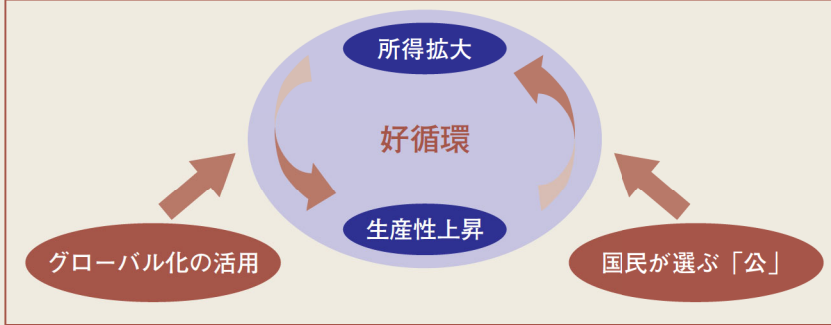 所得拡大
好循環
生産性上昇
グローバル化の活用
国民が選ぶ「公」